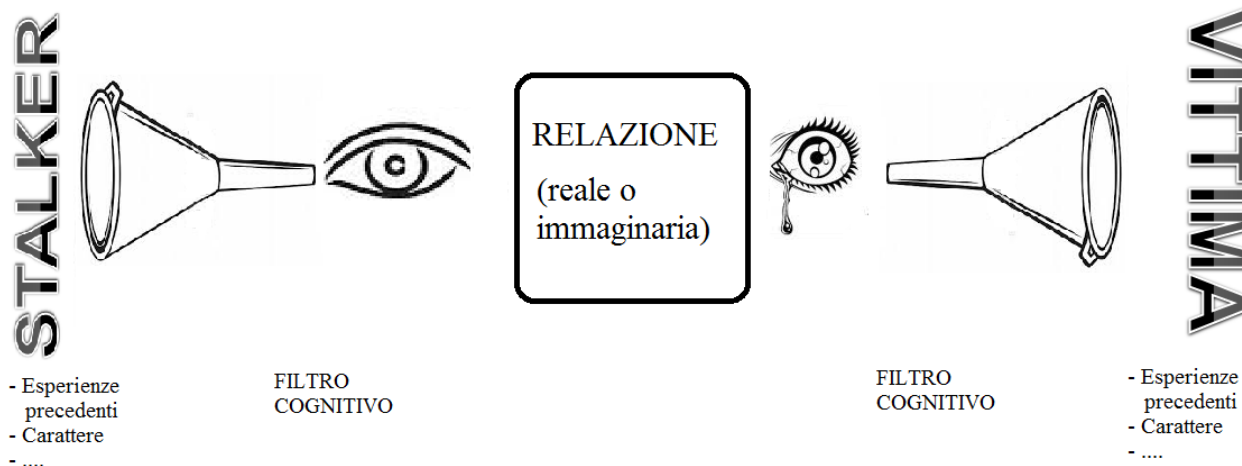 STALKER
RELAZIONE
(reale o
immaginaria)
VITTIMA
- Esperienze
precedenti
- Carattere
- ....
FILTRO
COGNITIVO
FILTRO
COGNITIVO
- Esperienze
precedenti
- Carattere
- ....